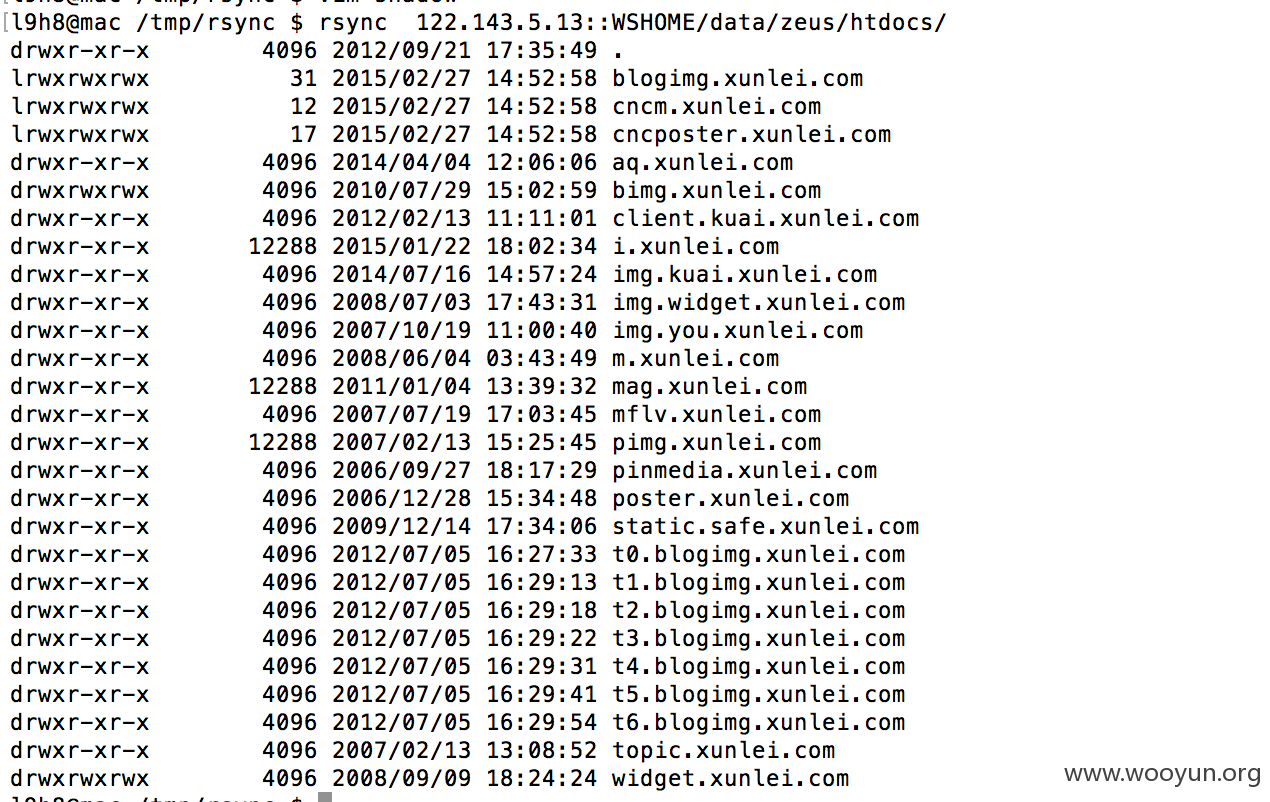 [l9h8@mac /tmp/rsync $ rsync  122.143.5.13::WSHOME/data/zeus/htdocs/
drwxr-xr-x        4096 2012/09/21 17:35:49 .
lrwxrwxrwx          31 2015/02/27 14:52:58 blogimg.xunlei.com
lrwxrwxrwx          12 2015/02/27 14:52:58 cncm.xunlei.com
lrwxrwxrwx          17 2015/02/27 14:52:58 cncposter.xunlei.com
drwxr-xr-x        4096 2014/04/04 12:06:06 aq.xunlei.com
drwxrwxrwx        4096 2010/07/29 15:02:59 bimg.xunlei.com
drwxr-xr-x        4096 2012/02/13 11:11:01 client.kuai.xunlei.com
drwxr-xr-x       12288 2015/01/22 18:02:34 i.xunlei.com
drwxr-xr-x        4096 2014/07/16 14:57:24 img.kuai.xunlei.com
drwxr-xr-x        4096 2008/07/03 17:43:31 img.widget.xunlei.com
drwxr-xr-x        4096 2007/10/19 11:00:40 img.you.xunlei.com
drwxr-xr-x        4096 2008/06/04 03:43:49 m.xunlei.com
drwxr-xr-x       12288 2011/01/04 13:39:32 mag.xunlei.com
drwxr-xr-x        4096 2007/07/19 17:03:45 mflv.xunlei.com
drwxr-xr-x       12288 2007/02/13 15:25:45 pimg.xunlei.com
drwxr-xr-x        4096 2006/09/27 18:17:29 pinmedia.xunlei.com
drwxr-xr-x        4096 2006/12/28 15:34:48 poster.xunlei.com
drwxr-xr-x        4096 2009/12/14 17:34:06 static.safe.xunlei.com
drwxr-xr-x        4096 2012/07/05 16:27:33 t0.blogimg.xunlei.com
drwxr-xr-x        4096 2012/07/05 16:29:13 t1.blogimg.xunlei.com
drwxr-xr-x        4096 2012/07/05 16:29:18 t2.blogimg.xunlei.com
drwxr-xr-x        4096 2012/07/05 16:29:22 t3.blogimg.xunlei.com
drwxr-xr-x        4096 2012/07/05 16:29:31 t4.blogimg.xunlei.com
drwxr-xr-x        4096 2012/07/05 16:29:41 t5.blogimg.xunlei.com
drwxr-xr-x        4096 2012/07/05 16:29:54 t6.blogimg.xunlei.com
drwxr-xr-x        4096 2007/02/13 13:08:52 topic.xunlei.com
drwxrwxrwx        4096 2008/09/09 18:24:24 widget.xunlei.com
www.wooyun.org